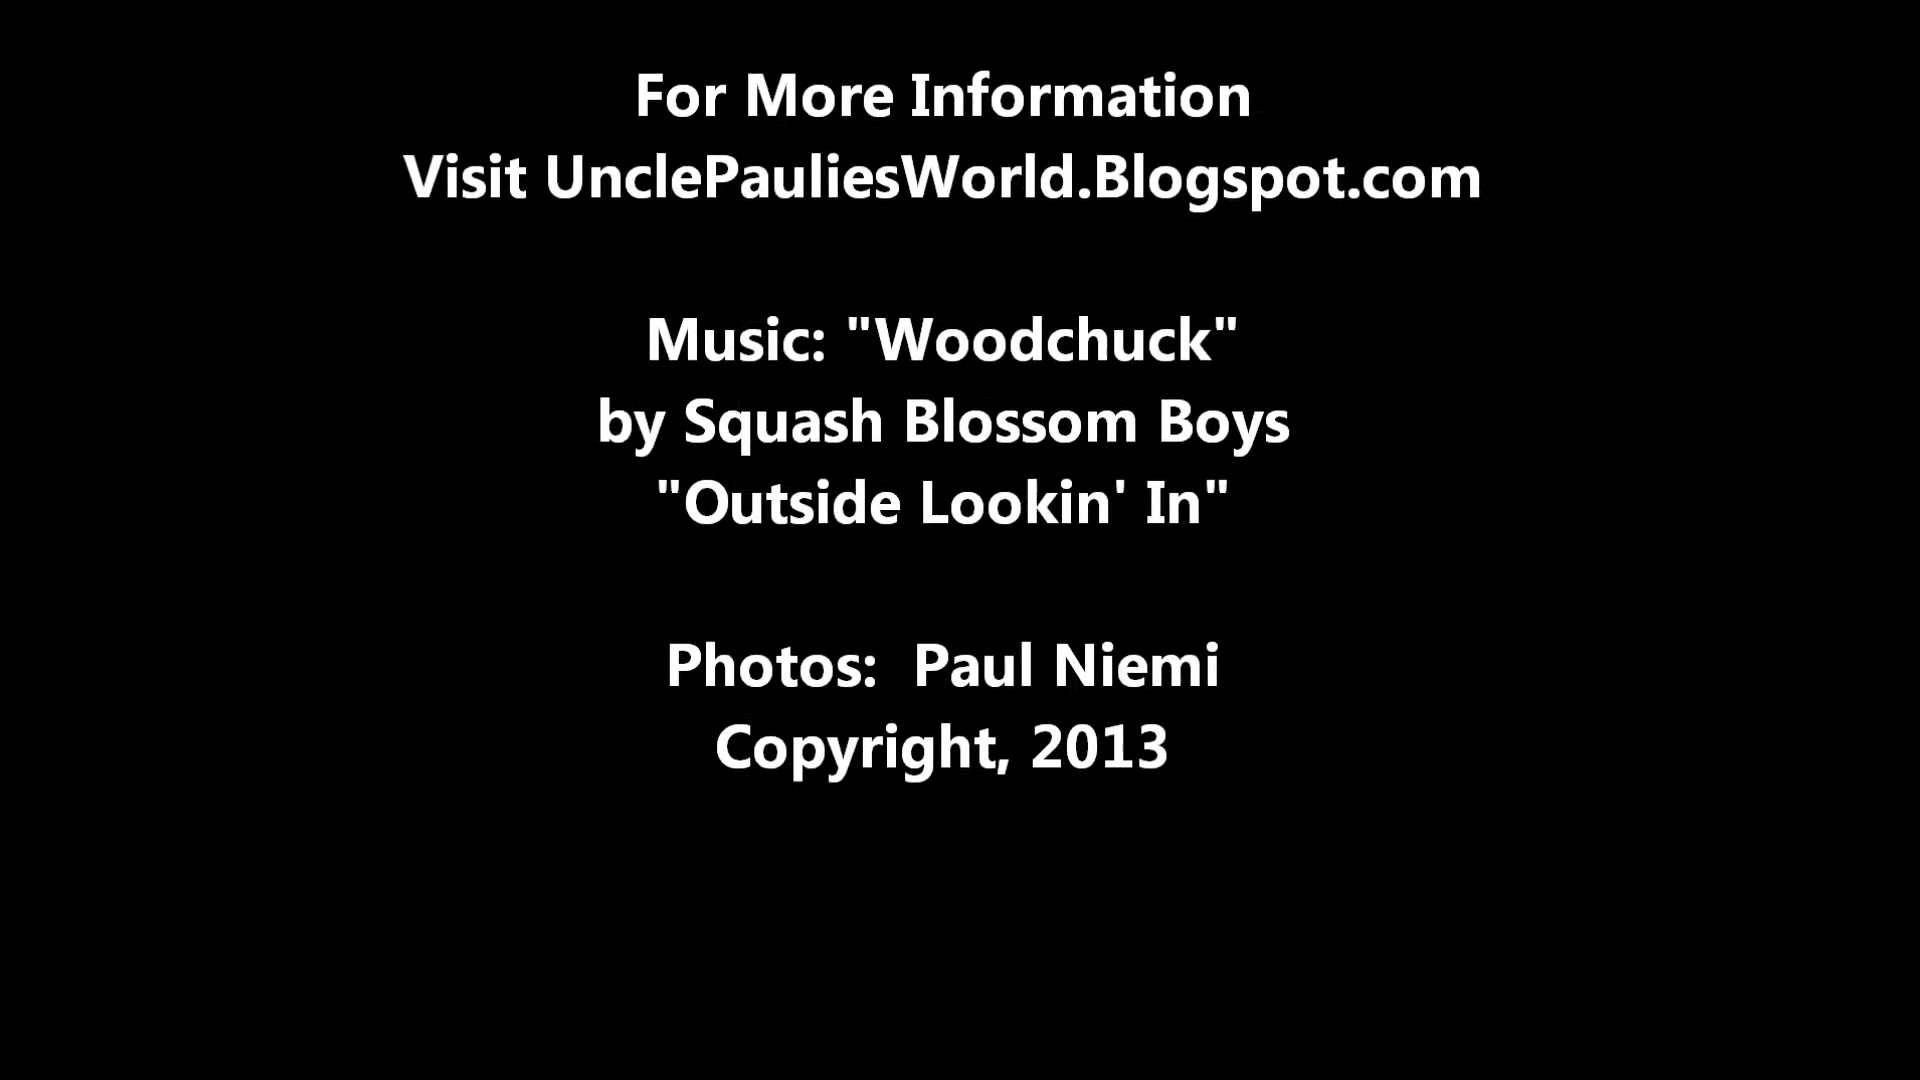 For More Information
Visit UnclePauliesWorld.Blogspot.com
Music: "Woodchuck"
by Squash Blossom Boys
"Outside Lookin' In"
Photos:  Paul Niemi
Copyright, 2013